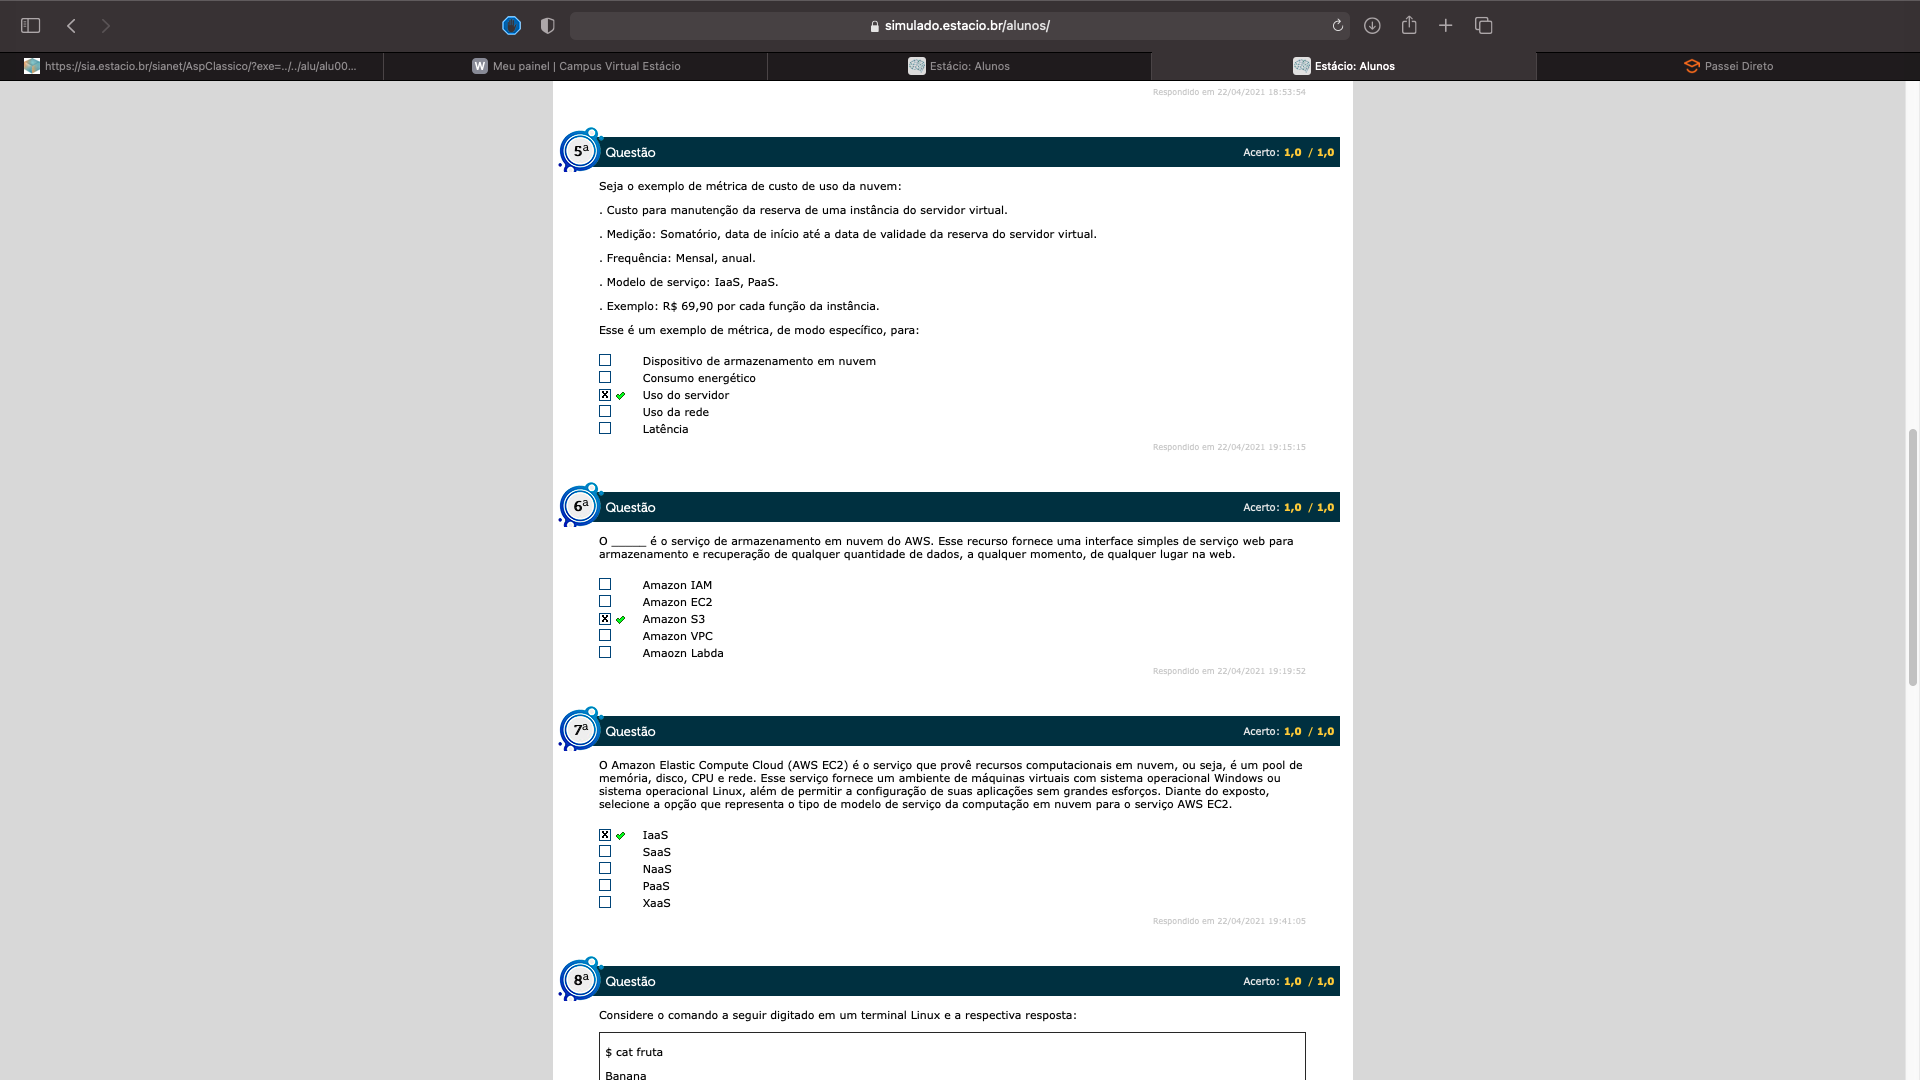 simulado.estacio.br/alunos/
https://sia.estacio.br/sianet/AspClassico/?exe=../../alu/alu00...
W Meu painel | Campus Virtual Estácio
Estácio: Alunos
Estácio: Alunos
Passei Direto
Respondido em 22/04/2021 18:53:54
5ª Questão
Acerto: 1,0 / 1,0
Seja o exemplo de métrica de custo de uso da nuvem:
. Custo para manutenção da reserva de uma instância do servidor virtual.
. Medição: Somatório, data de início até a data de validade da reserva do servidor virtual.
. Frequência: Mensal, anual.
. Modelo de serviço: IaaS, PaaS.
. Exemplo: R$ 69,90 por cada função da instância.
Esse é um exemplo de métrica, de modo específico, para:
Dispositivo de armazenamento em nuvem
Consumo energético
X Uso do servidor
Uso da rede
Latência
Respondido em 22/04/2021 19:15:15
6ª Questão
Acerto: 1,0 / 1,0
O ______ é o serviço de armazenamento em nuvem do AWS. Esse recurso fornece uma interface simples de serviço web para
armazenamento e recuperação de qualquer quantidade de dados, a qualquer momento, de qualquer lugar na web.
Amazon IAM
Amazon EC2
X Amazon S3
Amazon VPC
Amaozn Labda
Respondido em 22/04/2021 19:19:52
7ª Questão
Acerto: 1,0 / 1,0
O Amazon Elastic Compute Cloud (AWS EC2) é o serviço que provê recursos computacionais em nuvem, ou seja, é um pool de
memória, disco, CPU e rede. Esse serviço fornece um ambiente de máquinas virtuais com sistema operacional Windows ou
sistema operacional Linux, além de permitir a configuração de suas aplicações sem grandes esforços. Diante do exposto,
selecione a opção que representa o tipo de modelo de serviço da computação em nuvem para o serviço AWS EC2.
X IaaS
SaaS
NaaS
PaaS
XaaS
Respondido em 22/04/2021 19:41:05
8ª Questão
Acerto: 1,0 / 1,0
Considere o comando a seguir digitado em um terminal Linux e a respectiva resposta:
$ cat fruta
Banana